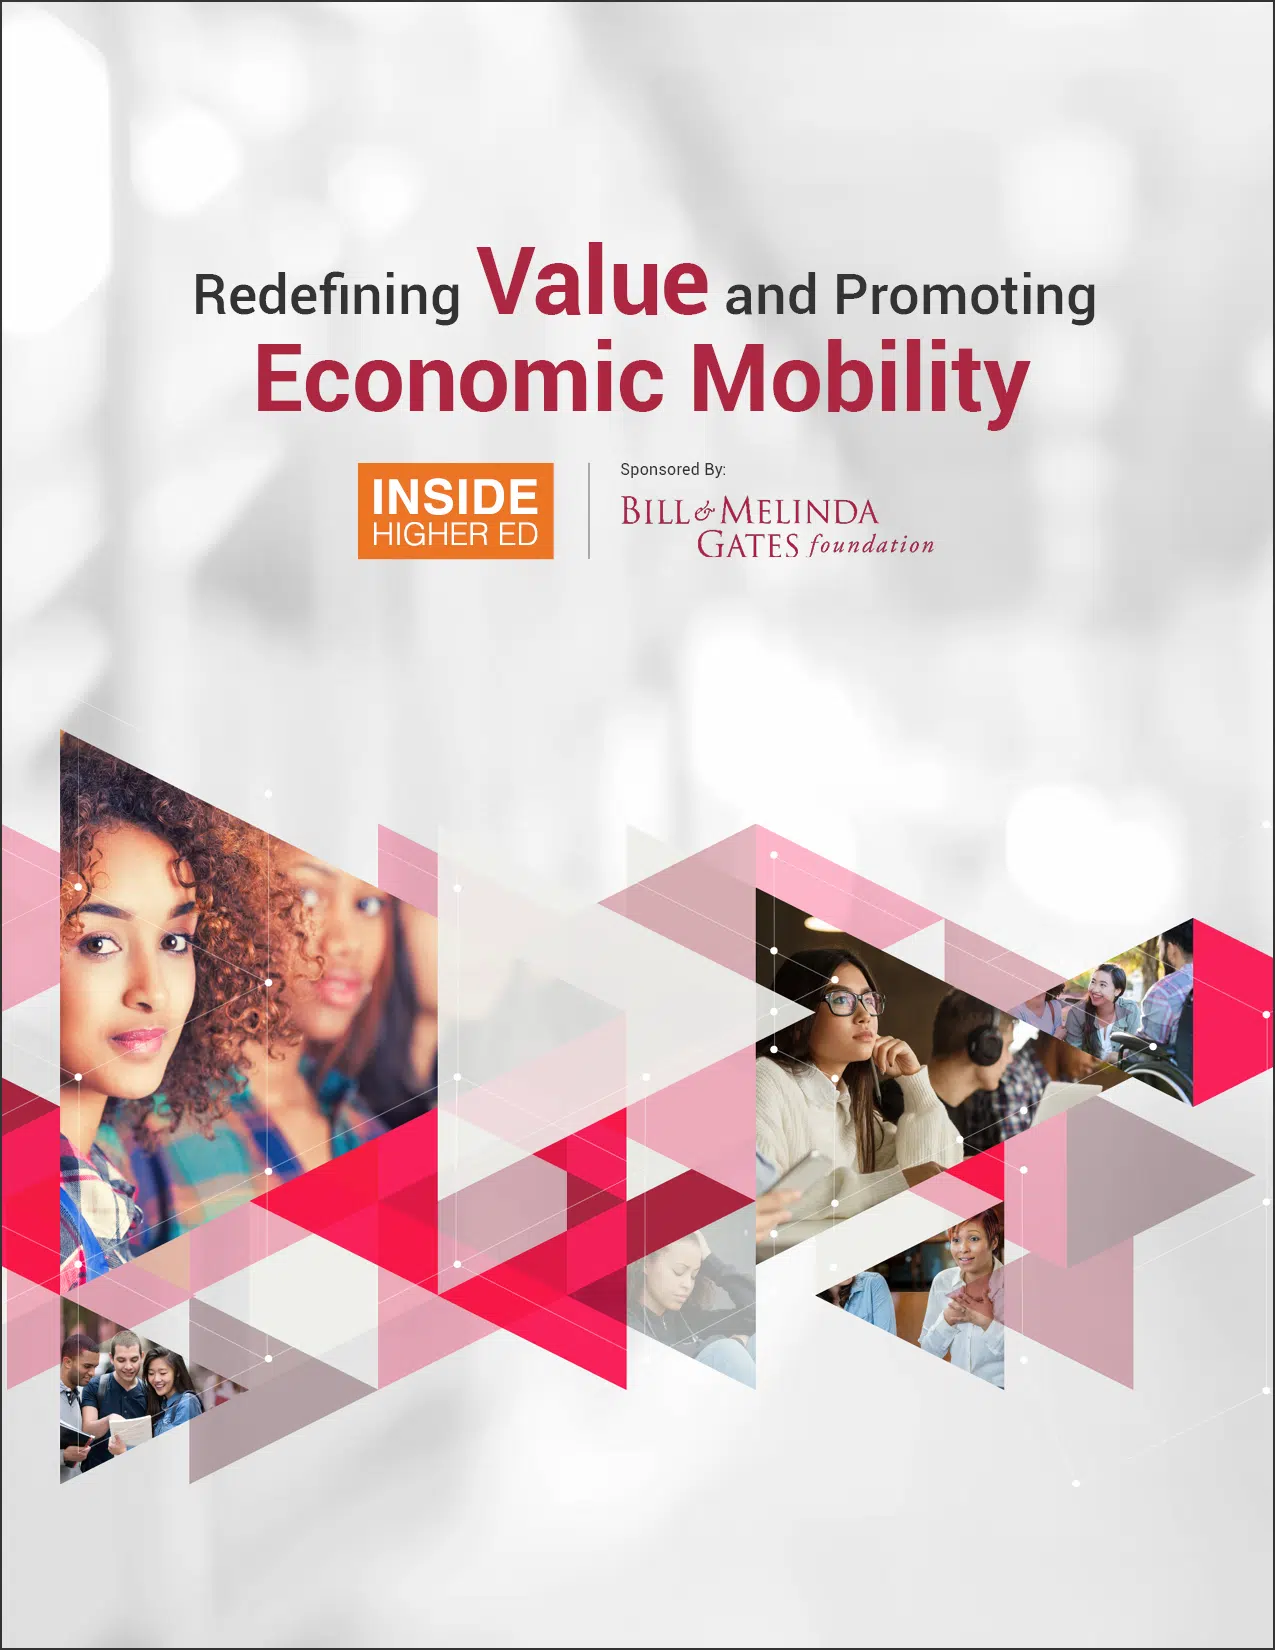 Redefining Value and Promoting
Economic Mobility
INSIDE
HIGHER ED
Sponsored By:
BILL & MELINDA
GATES foundation